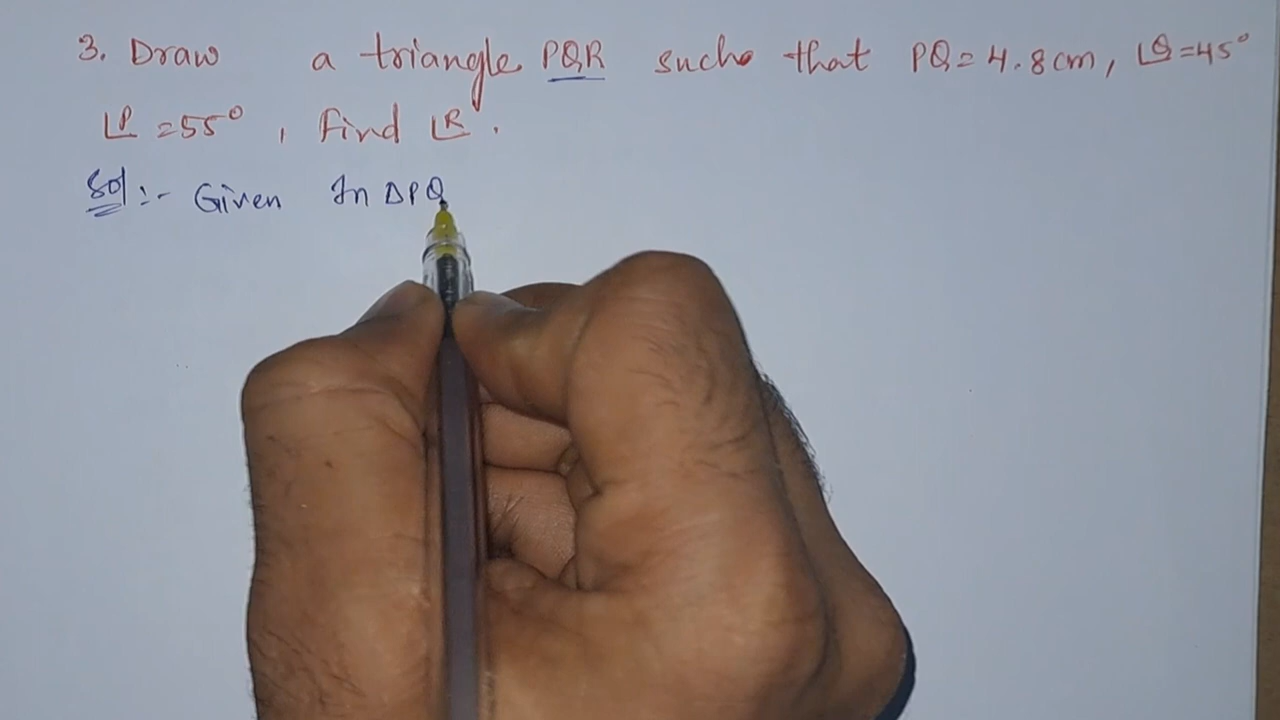 3. Draw a triangle PQR such that PQ = 4.8 cm, ∠Q = 45°
∠P = 55°, find ∠R.
Sol :- Given In ΔPQ